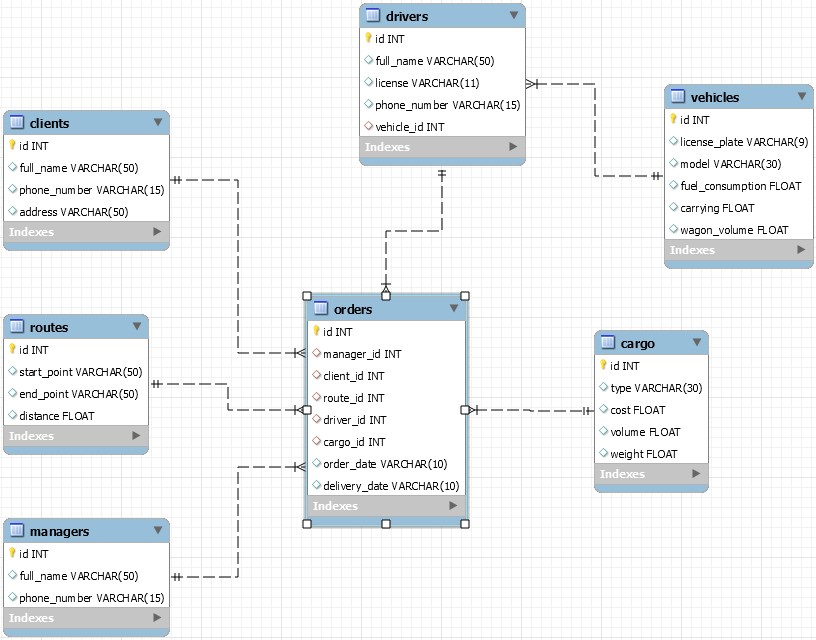 drivers
id INT
full_name VARCHAR(50)
license VARCHAR(11)
phone_number VARCHAR(15)
vehicle_id INT
Indexes
vehicles
id INT
license_plate VARCHAR(9)
model VARCHAR(30)
fuel_consumption FLOAT
carrying FLOAT
wagon_volume FLOAT
Indexes
clients
id INT
full_name VARCHAR(50)
phone_number VARCHAR(15)
address VARCHAR(50)
Indexes
routes
id INT
start_point VARCHAR(50)
end_point VARCHAR(50)
distance FLOAT
Indexes
orders
id INT
manager_id INT
client_id INT
route_id INT
driver_id INT
cargo_id INT
order_date VARCHAR(10)
delivery_date VARCHAR(10)
Indexes
cargo
id INT
type VARCHAR(30)
cost FLOAT
volume FLOAT
weight FLOAT
Indexes
managers
id INT
full_name VARCHAR(50)
phone_number VARCHAR(15)
Indexes